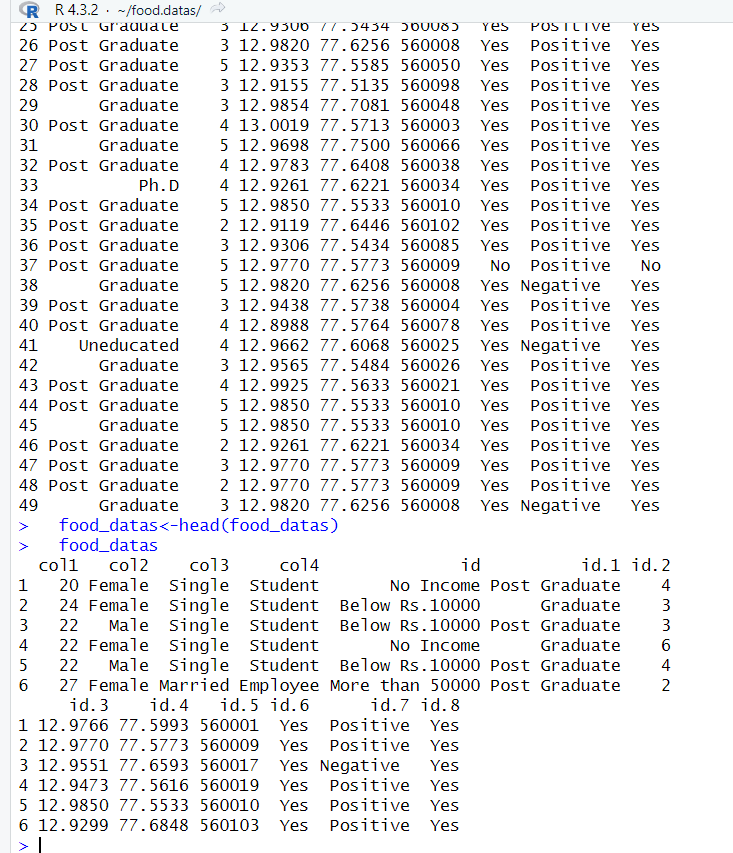 R 4.3.2 · ~/food.datas/
25 Post Graduate 3 12.9306 77.5434 560085 Yes Positive Yes
26 Post Graduate 3 12.9820 77.6256 560008 Yes Positive Yes
27 Post Graduate 5 12.9353 77.5585 560050 Yes Positive Yes
28 Post Graduate 3 12.9155 77.5135 560098 Yes Positive Yes
29 Graduate 3 12.9854 77.7081 560048 Yes Positive Yes
30 Post Graduate 4 13.0019 77.5713 560003 Yes Positive Yes
31 Graduate 5 12.9698 77.7500 560066 Yes Positive Yes
32 Post Graduate 4 12.9783 77.6408 560038 Yes Positive Yes
33 Ph.D 4 12.9261 77.6221 560034 Yes Positive Yes
34 Post Graduate 5 12.9850 77.5533 560010 Yes Positive Yes
35 Post Graduate 2 12.9119 77.6446 560102 Yes Positive Yes
36 Post Graduate 3 12.9306 77.5434 560085 Yes Positive Yes
37 Post Graduate 5 12.9770 77.5773 560009 No Positive No
38 Graduate 5 12.9820 77.6256 560008 Yes Negative Yes
39 Post Graduate 3 12.9438 77.5738 560004 Yes Positive Yes
40 Post Graduate 4 12.8988 77.5764 560078 Yes Positive Yes
41 Uneducated 4 12.9662 77.6068 560025 Yes Negative Yes
42 Graduate 3 12.9565 77.5484 560026 Yes Positive Yes
43 Post Graduate 4 12.9925 77.5633 560021 Yes Positive Yes
44 Post Graduate 5 12.9850 77.5533 560010 Yes Positive Yes
45 Graduate 5 12.9850 77.5533 560010 Yes Positive Yes
46 Post Graduate 2 12.9261 77.6221 560034 Yes Positive Yes
47 Post Graduate 3 12.9770 77.5773 560009 Yes Positive Yes
48 Post Graduate 2 12.9770 77.5773 560009 Yes Positive Yes
49 Graduate 3 12.9820 77.6256 560008 Yes Negative Yes
> food_datas<-head(food_datas)
> food_datas
col1 col2 col3 col4 id id.1 id.2
1 20 Female Single Student No Income Post Graduate 4
2 24 Female Single Student Below Rs.10000 Graduate 3
3 22 Male Single Student Below Rs.10000 Post Graduate 3
4 22 Female Single Student No Income Graduate 6
5 22 Male Single Student Below Rs.10000 Post Graduate 4
6 27 Female Married Employee More than 50000 Post Graduate 2
id.3 id.4 id.5 id.6 id.7 id.8
1 12.9766 77.5993 560001 Yes Positive Yes
2 12.9770 77.5773 560009 Yes Positive Yes
3 12.9551 77.6593 560017 Yes Negative Yes
4 12.9473 77.5616 560019 Yes Positive Yes
5 12.9850 77.5533 560010 Yes Positive Yes
6 12.9299 77.6848 560103 Yes Positive Yes
>